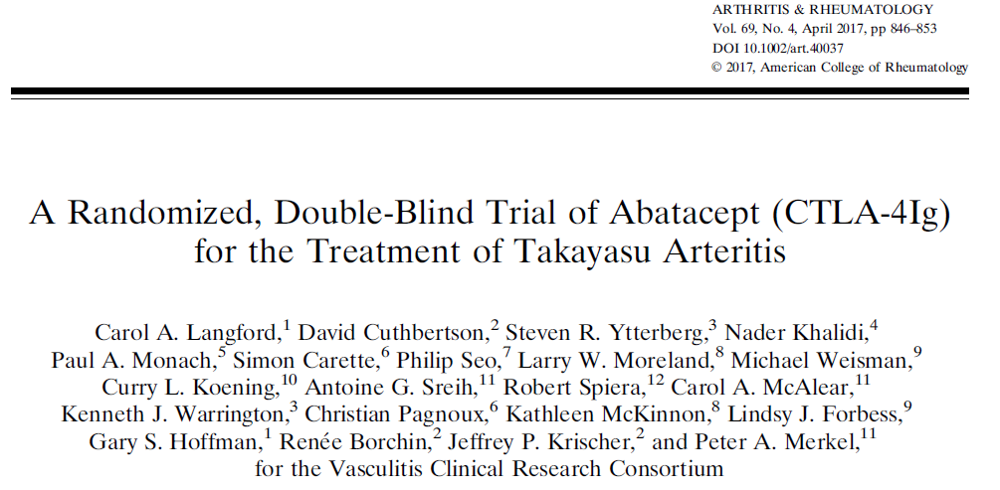 ARTHRITIS & RHEUMATOLOGY
Vol. 69, No. 4, April 2017, pp 846–853
DOI 10.1002/art.40037
© 2017, American College of Rheumatology
A Randomized, Double-Blind Trial of Abatacept (CTLA-4Ig)
for the Treatment of Takayasu Arteritis
Carol A. Langford,1 David Cuthbertson,2 Steven R. Ytterberg,3 Nader Khalidi,4
Paul A. Monach,5 Simon Carette,6 Philip Seo,7 Larry W. Moreland,8 Michael Weisman,9
Curry L. Koening,10 Antoine G. Sreih,11 Robert Spiera,12 Carol A. McAlear,11
Kenneth J. Warrington,3 Christian Pagnoux,6 Kathleen McKinnon,8 Lindsy J. Forbess,9
Gary S. Hoffman,1 Renée Borchin,2 Jeffrey P. Krischer,2 and Peter A. Merkel,11
for the Vasculitis Clinical Research Consortium